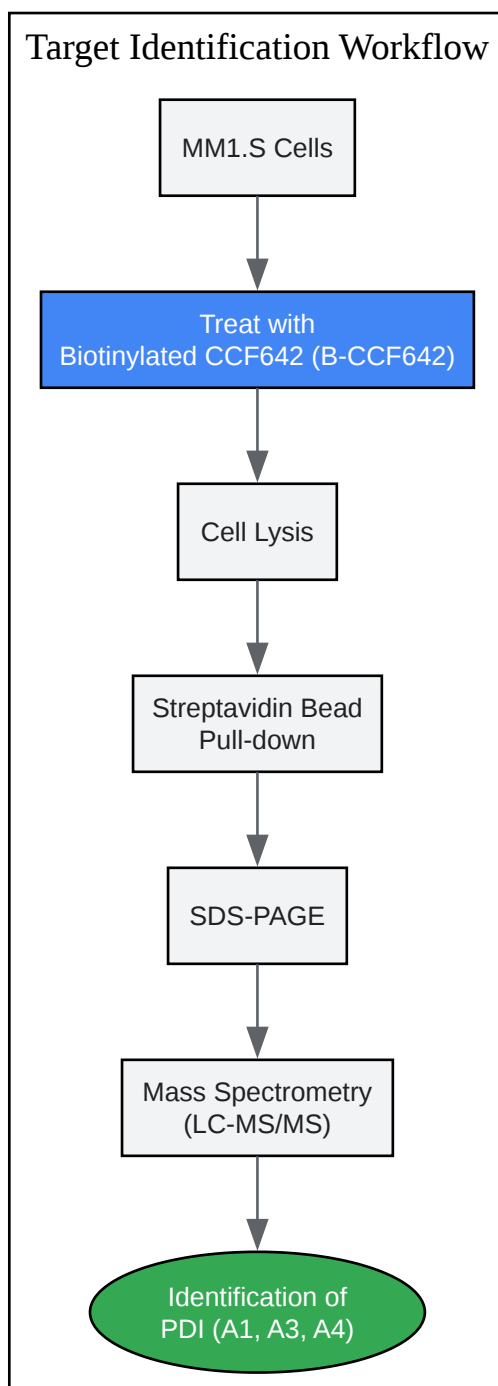 Target Identification Workflow
MM1.S Cells
Treat with
Biotinylated CCF642 (B-CCF642)
Cell Lysis
Streptavidin Bead
Pull-down
SDS-PAGE
Mass Spectrometry
(LC-MS/MS)
Identification of
PDI (A1, A3, A4)